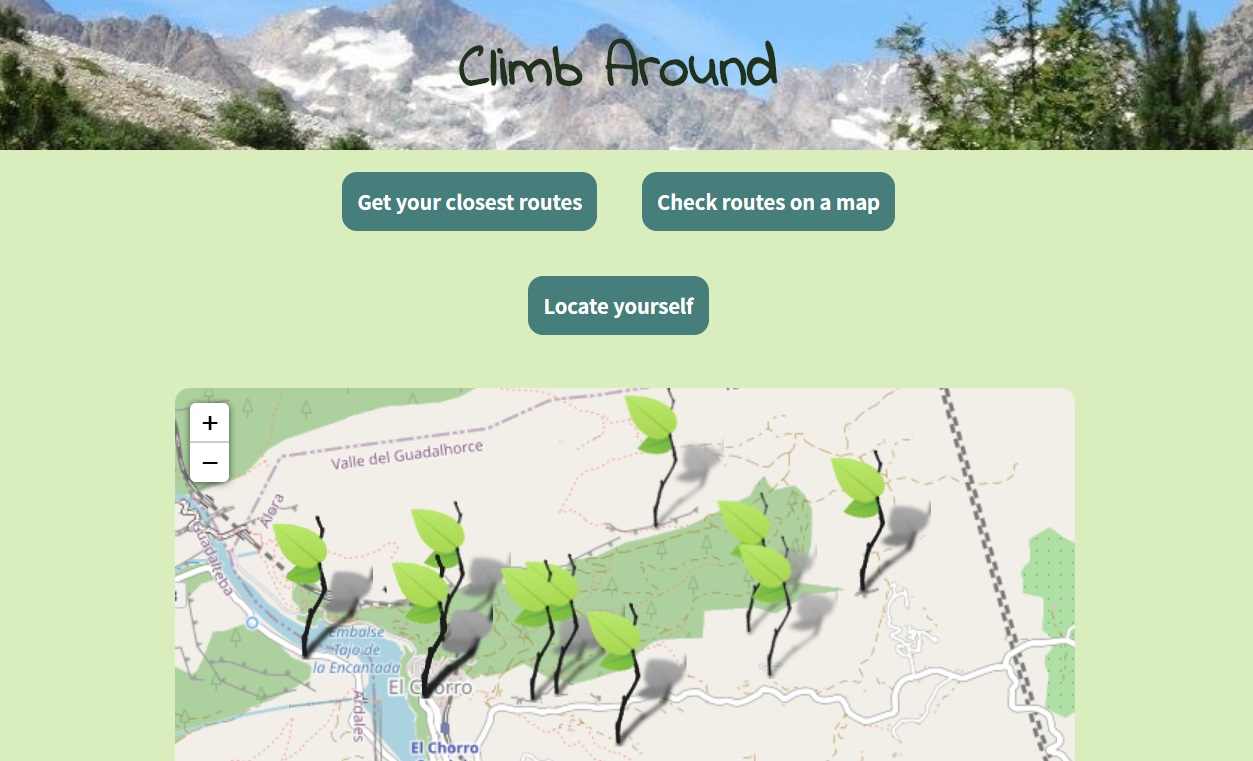 Climb Around
Get your closest routes
Check routes on a map
Locate yourself
+
−
Valle del Guadalhorce
Álora
Guadalteba
Embalse
Tajo de
la Encantada
El Chorro
Ardales
El Chorro